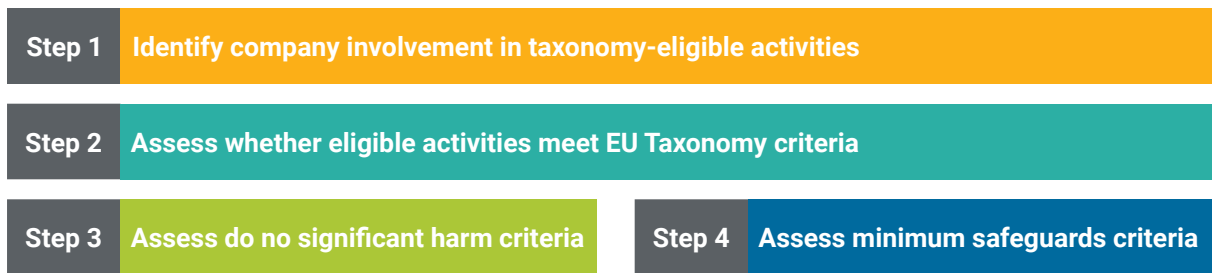 Step 1 Identify company involvement in taxonomy-eligible activities
Step 2 Assess whether eligible activities meet EU Taxonomy criteria
Step 3 Assess do no significant harm criteria
Step 4 Assess minimum safeguards criteria